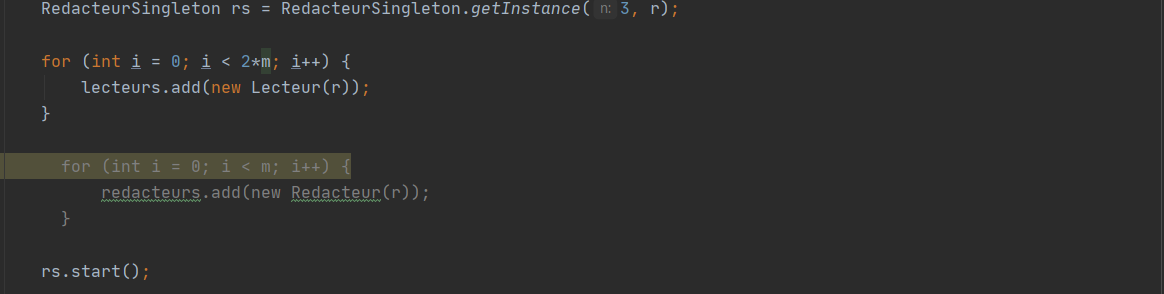 RedacteurSingleton rs = RedacteurSingleton.getInstance( n: 3, r);
for (int i = 0; i < 2*m; i++) {
lecteurs.add(new Lecteur(r));
}
for (int i = 0; i < m; i++) {
redacteurs.add(new Redacteur(r));
}
rs.start();